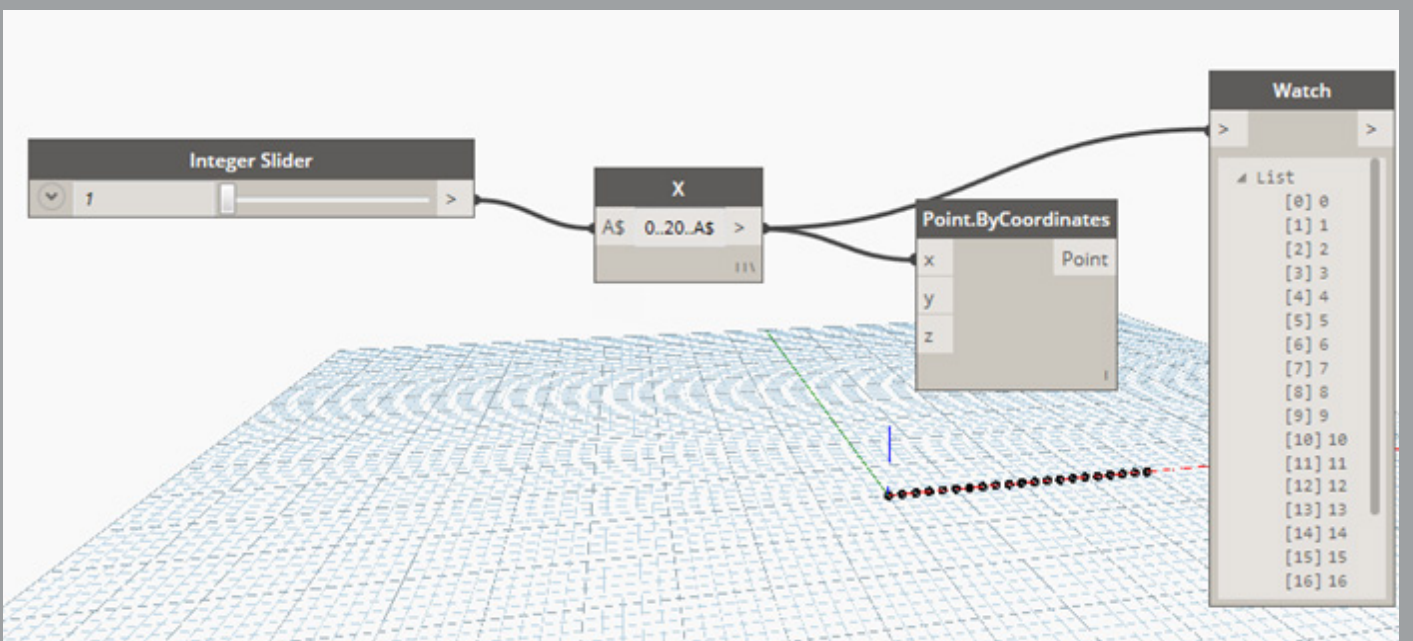 Integer Slider
1 >
X
A$ 0..20..A$ >
Point.ByCoordinates
x Point
y
z
Watch
> >
List
[0] 0
[1] 1
[2] 2
[3] 3
[4] 4
[5] 5
[6] 6
[7] 7
[8] 8
[9] 9
[10] 10
[11] 11
[12] 12
[13] 13
[14] 14
[15] 15
[16] 16